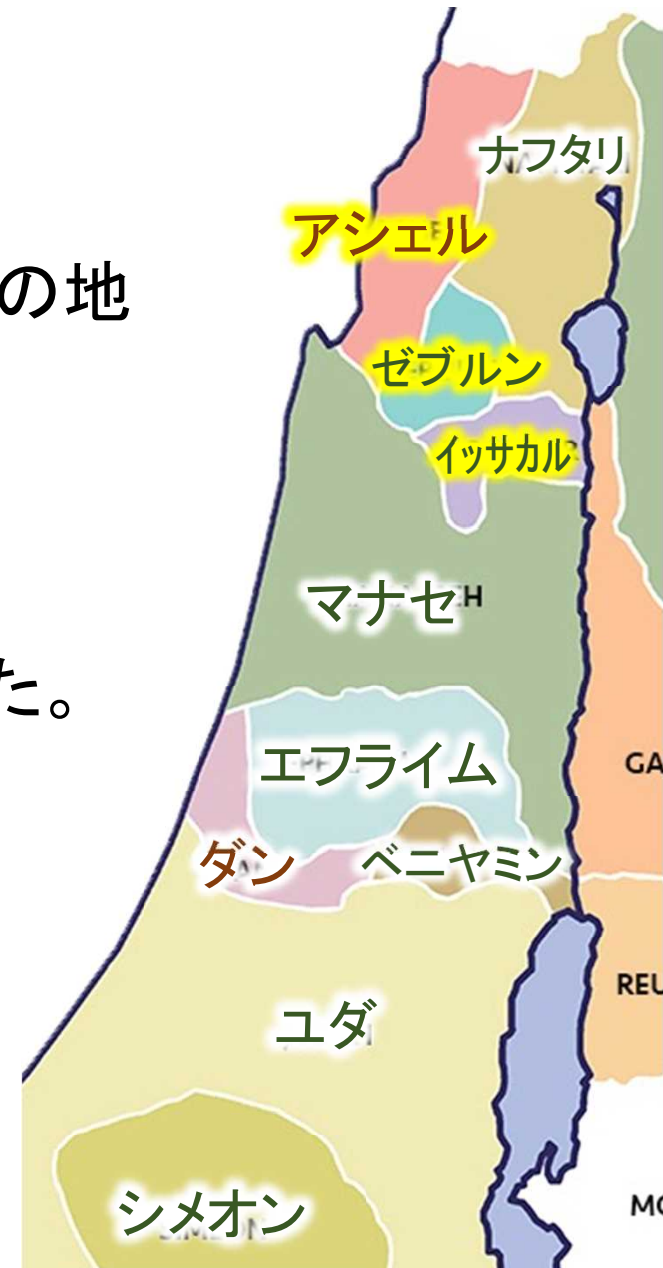 ナフタリ
アシェル
の地
ゼブルン
イッサカル
マナセ
H
た。
エフライム
GA
ダン
ベニヤミン
REU
ユダ
MO
シメオン